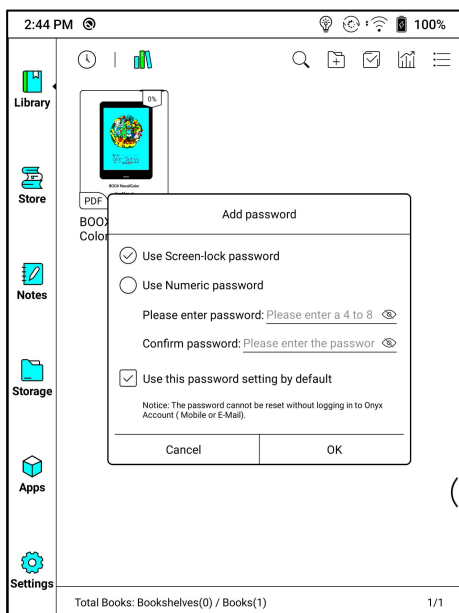 2:44 PM
100%
Library
Store
Notes
Storage
Apps
Settings
0%
BOOX NovaAirColor
PDF
BOOX
Color
Add password
Use Screen-lock password
Use Numeric password
Please enter password: Please enter a 4 to 8
Confirm password: Please enter the passwor
Use this password setting by default
Notice: The password cannot be reset without logging in to Onyx
Account ( Mobile or E-Mail).
Cancel
OK
Total Books: Bookshelves(0) / Books(1)
1/1